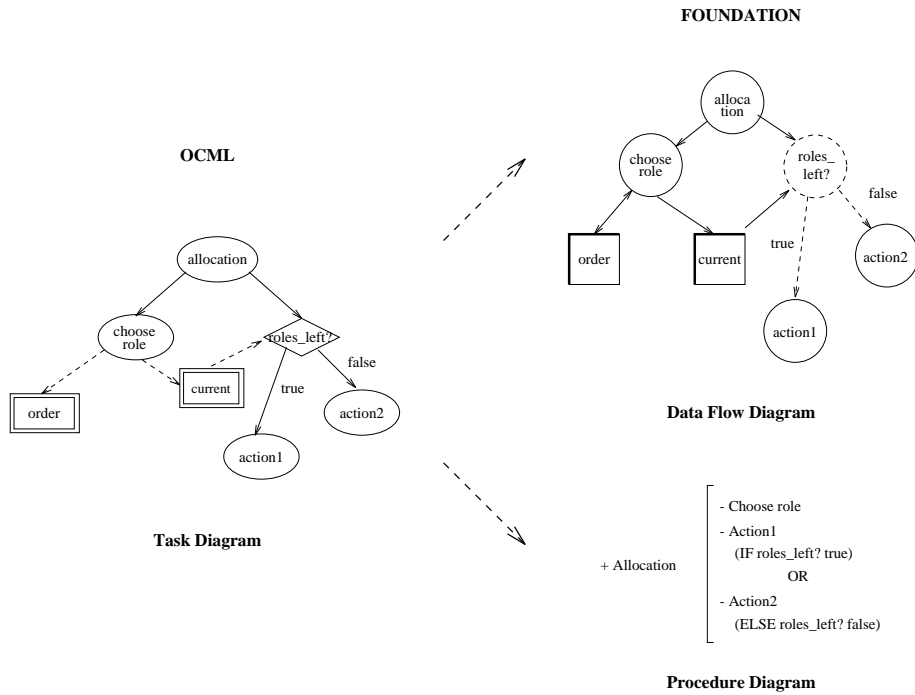 FOUNDATION
alloca
tion
choose
role
roles_
left?
false
true
order
current
action2
action1
Data Flow Diagram
OCML
allocation
choose
role
roles_left?
false
current
true
order
action2
action1
Task Diagram
+ Allocation
- Choose role
- Action1
(IF roles_left? true)
OR
- Action2
(ELSE roles_left? false)
Procedure Diagram